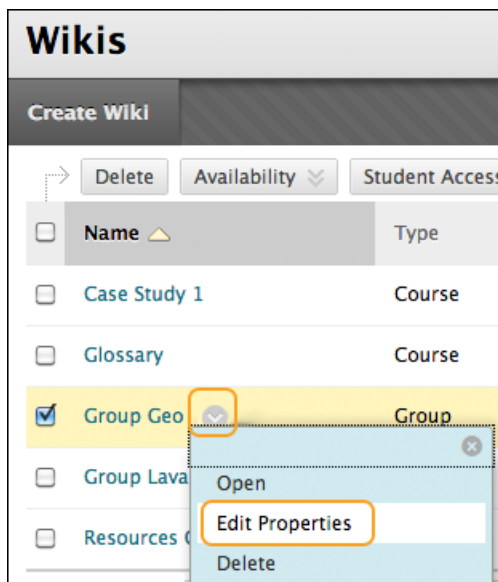 Wikis
Create Wiki
Delete Availability Student Access
Name Type
Case Study 1 Course
Glossary Course
Group Geo Group
Group Lava
Open
Edit Properties
Resources
Delete